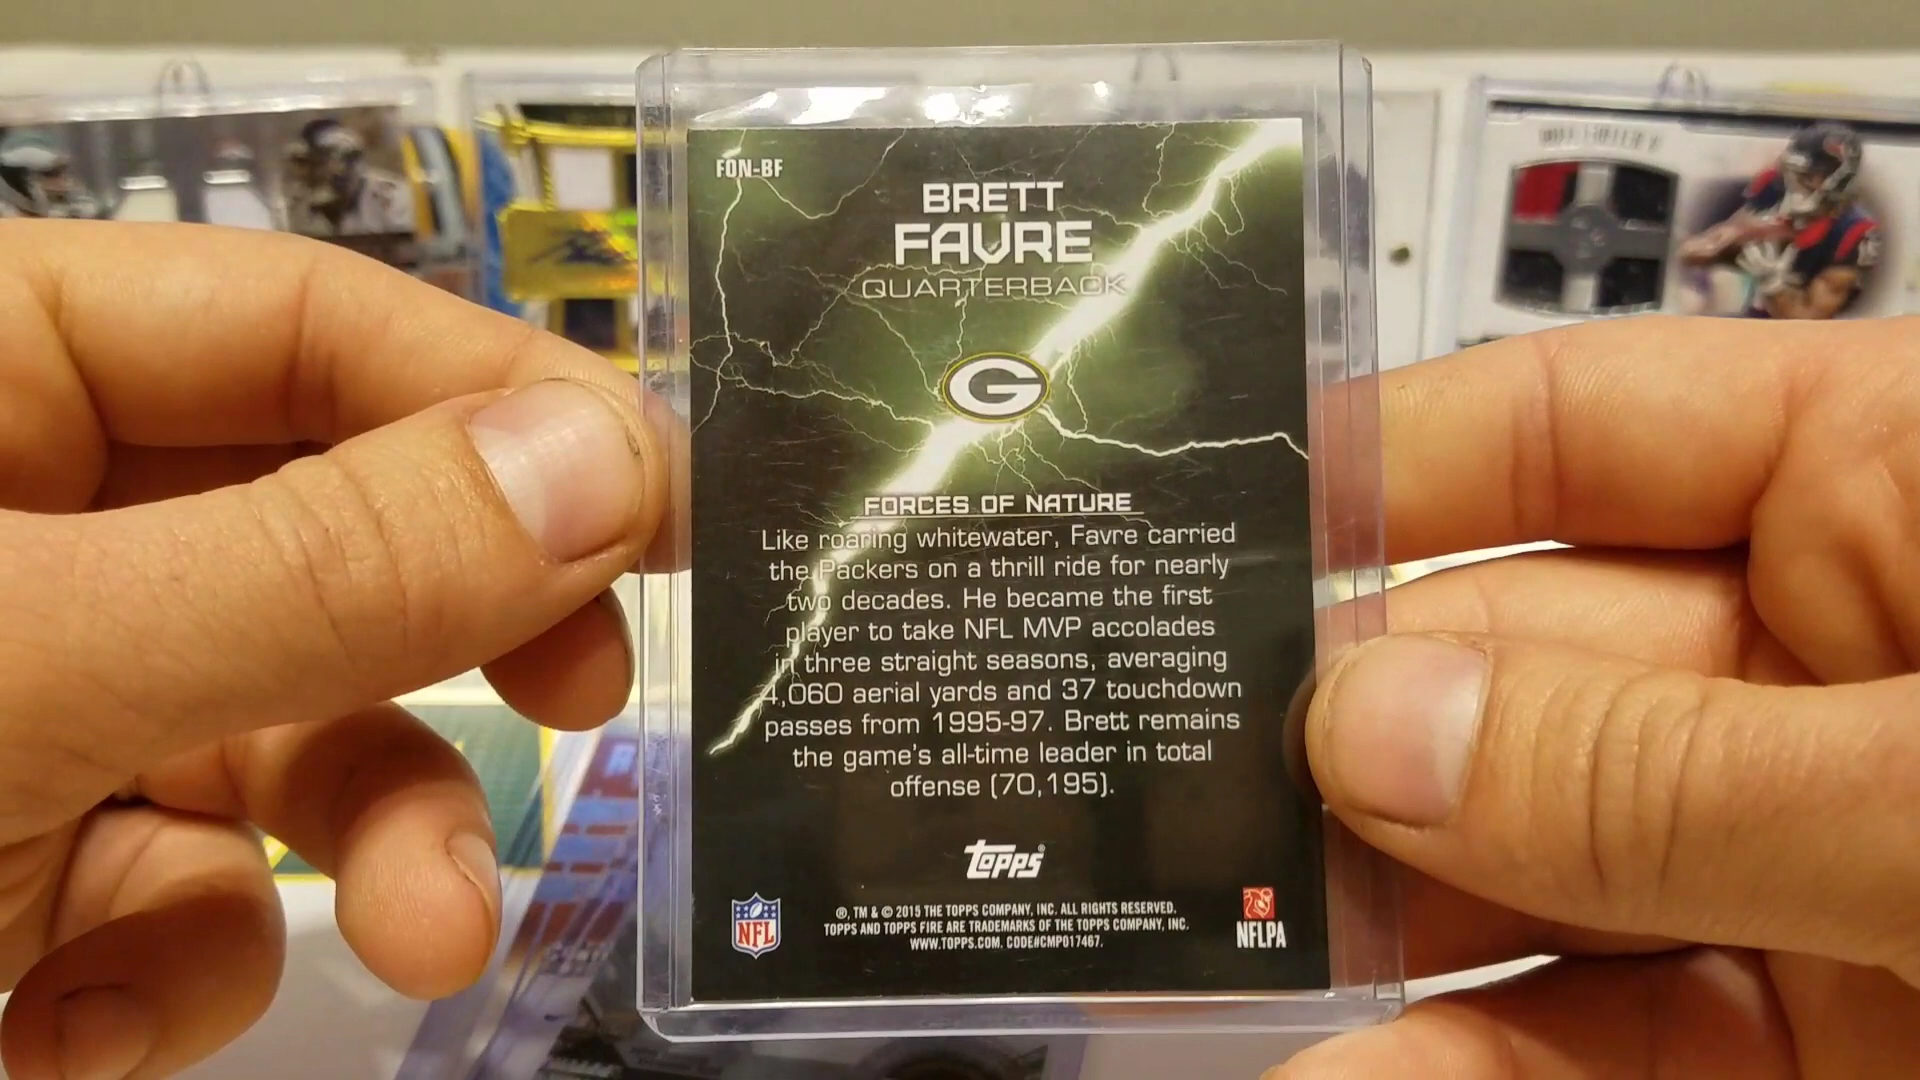 FON-BF
BRETT
FAVRE
QUARTERBACK
G
FORCES OF NATURE
Like roaring whitewater, Favre carried
the Packers on a thrill ride for nearly
two decades. He became the first
player to take NFL MVP accolades
in three straight seasons, averaging
4,060 aerial yards and 37 touchdown
passes from 1995-97. Brett remains
the game's all-time leader in total
offense (70,195).
topps®
®, TM & © 2015 THE TOPPS COMPANY, INC. ALL RIGHTS RESERVED.
TOPPS AND TOPPS FIRE ARE TRADEMARKS OF THE TOPPS COMPANY, INC.
WWW.TOPPS.COM. CODE#CMP017467.
NFL
NFLPA